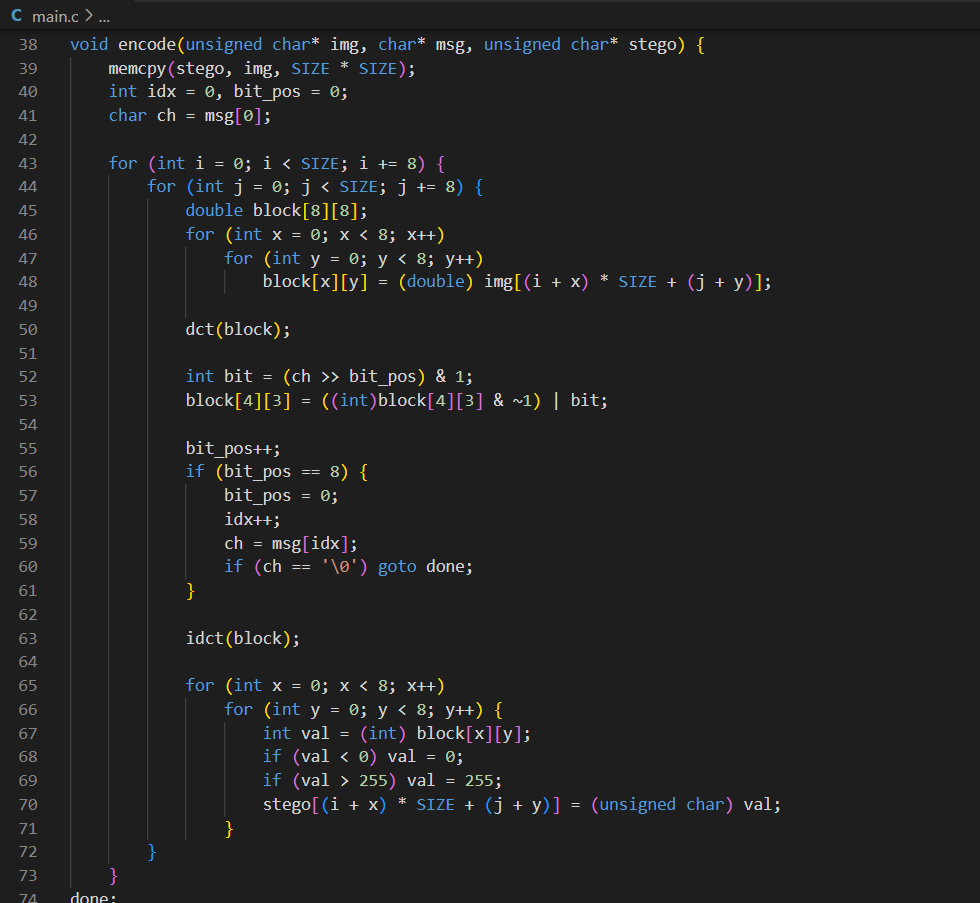 C main.c > ...
38 void encode(unsigned char* img, char* msg, unsigned char* stego) {
39     memcpy(stego, img, SIZE * SIZE);
40     int idx = 0, bit_pos = 0;
41     char ch = msg[0];
42
43     for (int i = 0; i < SIZE; i += 8) {
44         for (int j = 0; j < SIZE; j += 8) {
45             double block[8][8];
46             for (int x = 0; x < 8; x++)
47                 for (int y = 0; y < 8; y++)
48                     block[x][y] = (double) img[(i + x) * SIZE + (j + y)];
49
50             dct(block);
51
52             int bit = (ch >> bit_pos) & 1;
53             block[4][3] = ((int)block[4][3] & ~1) | bit;
54
55             bit_pos++;
56             if (bit_pos == 8) {
57                 bit_pos = 0;
58                 idx++;
59                 ch = msg[idx];
60                 if (ch == '\0') goto done;
61             }
62
63             idct(block);
64
65             for (int x = 0; x < 8; x++)
66                 for (int y = 0; y < 8; y++) {
67                     int val = (int) block[x][y];
68                     if (val < 0) val = 0;
69                     if (val > 255) val = 255;
70                     stego[(i + x) * SIZE + (j + y)] = (unsigned char) val;
71                 }
72         }
73     }
74 done: